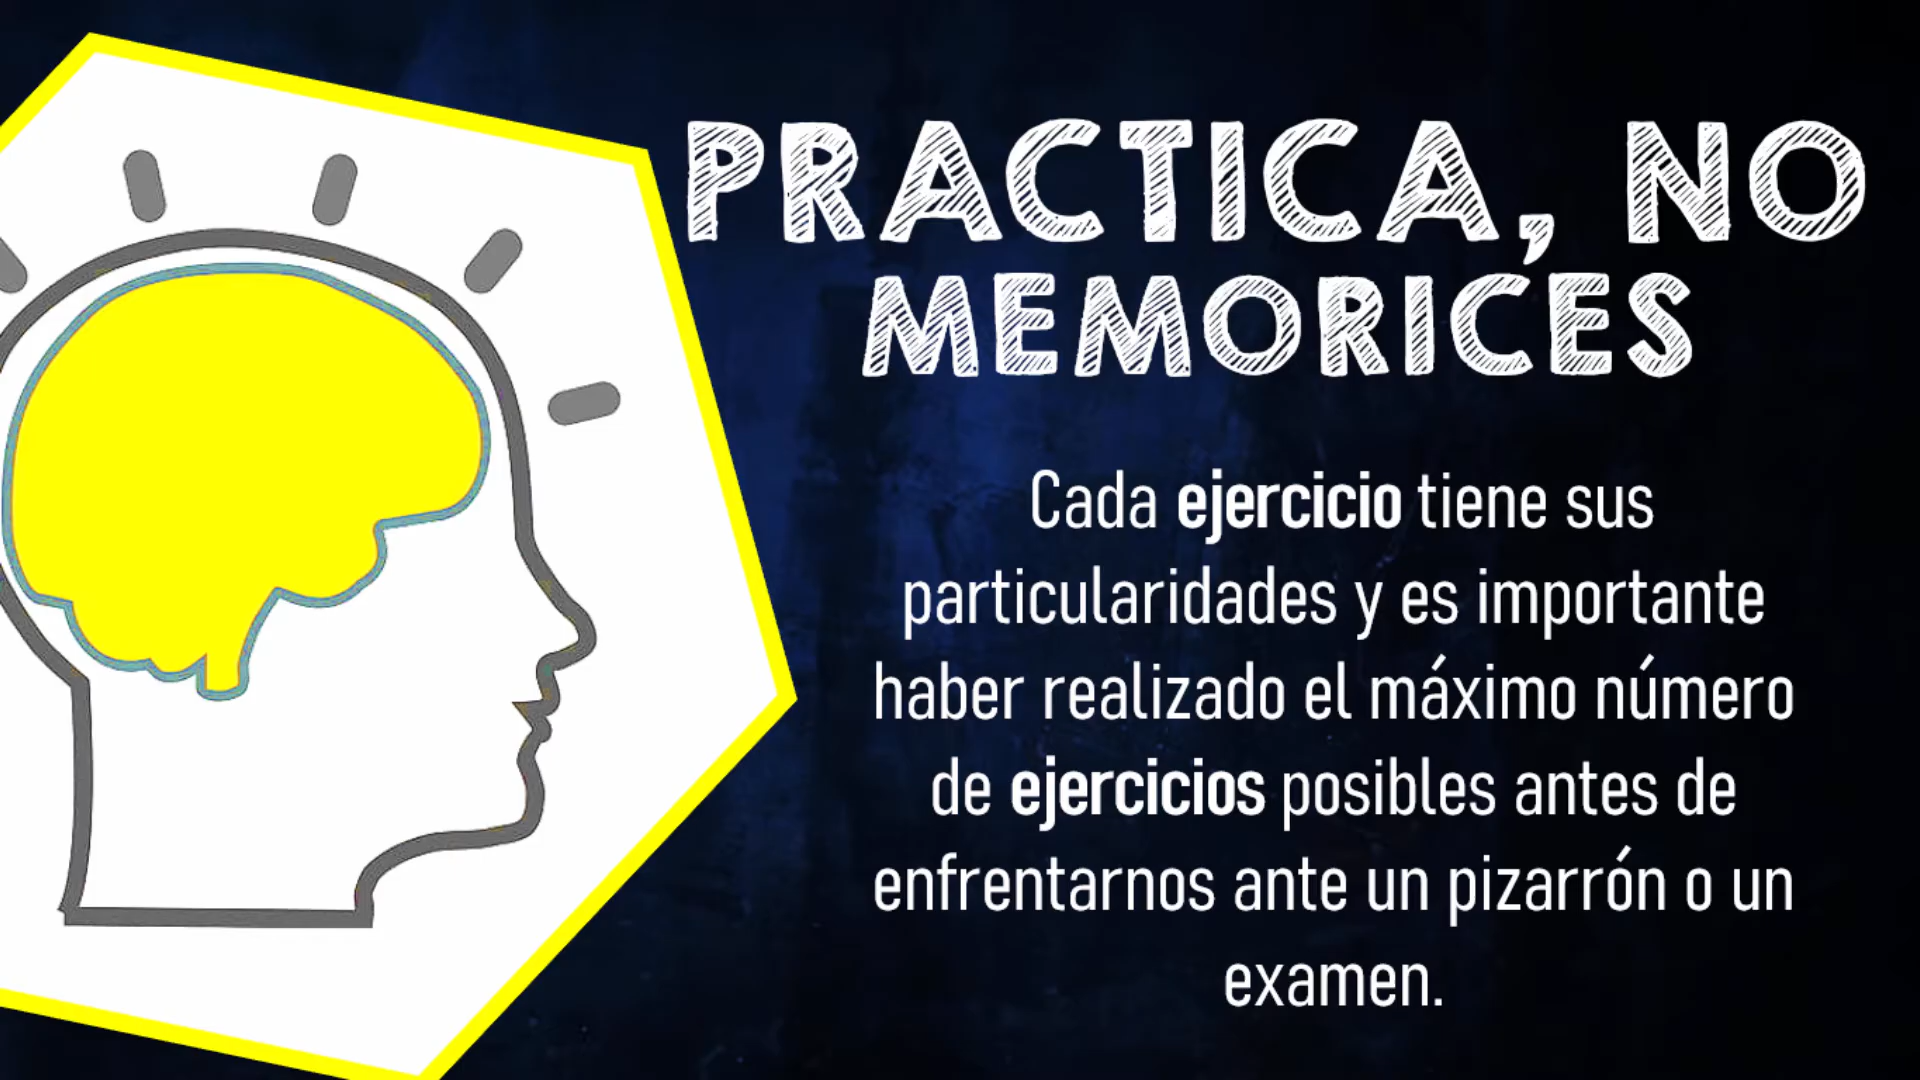 PRACTICA, NO
MEMORICES
Cada ejercicio tiene sus
particularidades y es importante
haber realizado el máximo número
de ejercicios posibles antes de
enfrentarnos ante un pizarrón o un
examen.